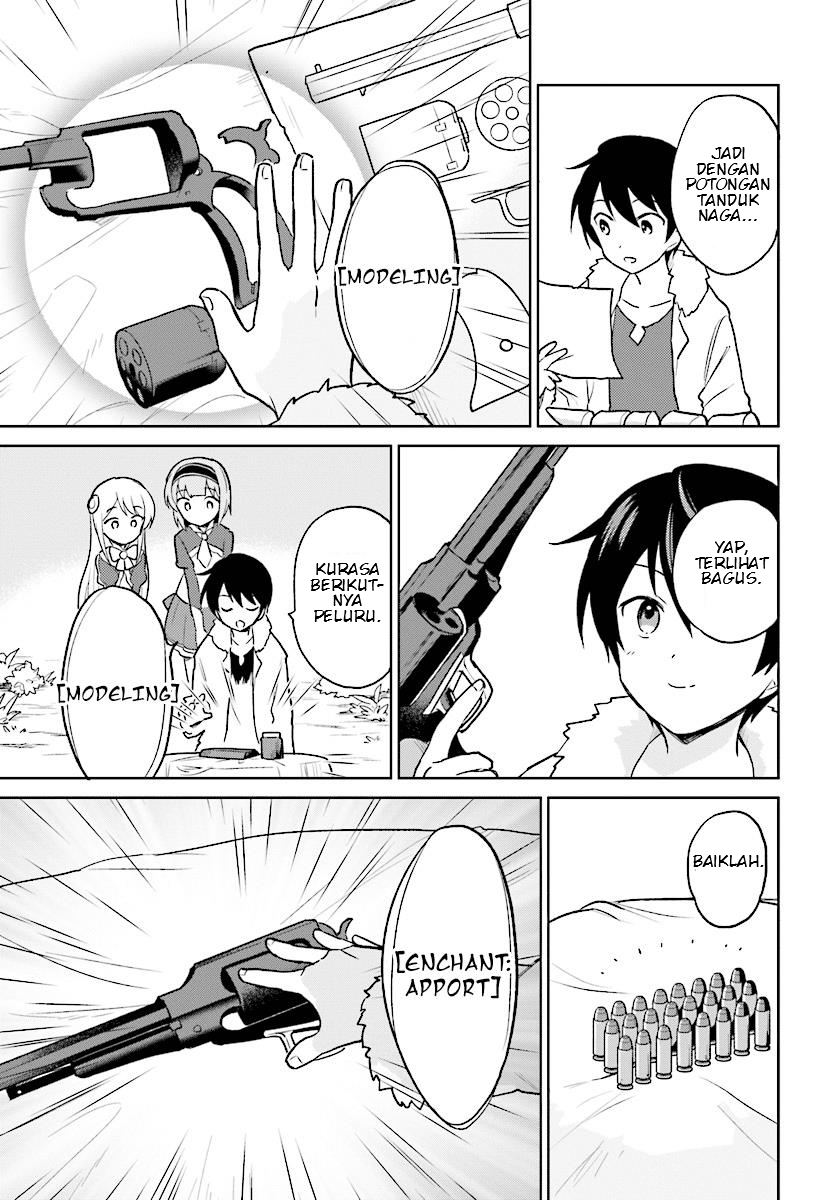 JADI
DENGAN
POTONGAN
TANDUK
NAGA...
[MODELING]
YAP,
TERLIHAT
BAGUS.
KURASA
BERIKUT-
NYA
PELURU.
[MODELING]
BAIKLAH.
[ENCHANT:
APPORT]